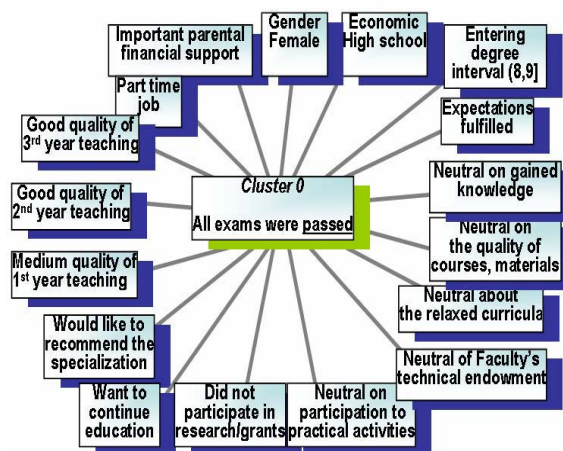 Important parental
financial support
Gender
Female
Economic
High school
Entering
degree
interval (8,9]
Part time
job
Expectations
fulfilled
Good quality of
3rd year teaching
Cluster 0
All exams were passed
Neutral on gained
knowledge
Good quality of
2nd year teaching
Neutral on
the quality of
courses, materials
Medium quality of
1st year teaching
Neutral about
the relaxed curricula
Would like to
recommend the
specialization
Neutral of Faculty's
technical endowment
Want to
continue
education
Did not
participate in
research/grants
Neutral on
participation to
practical activities